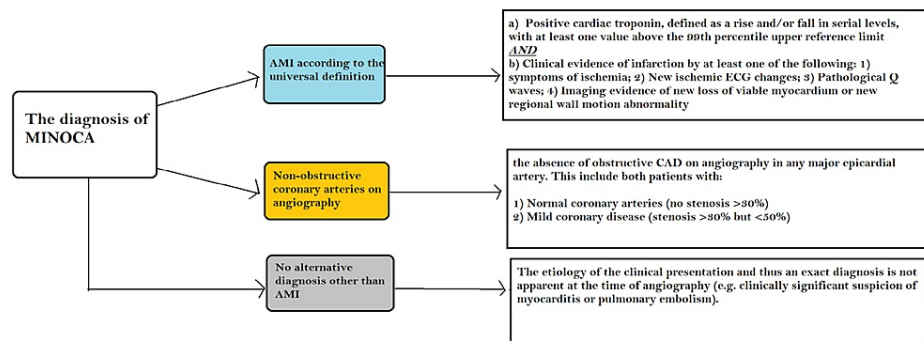 The diagnosis of
MINOCA
AMI according to the
universal definition
a) Positive cardiac troponin, defined as a rise and/or fall in serial levels,
with at least one value above the 99th percentile upper reference limit
AND
b) Clinical evidence of infarction by at least one of the following: 1)
symptoms of ischemia; 2) New ischemic ECG changes; 3) Pathological Q
waves; 4) Imaging evidence of new loss of viable myocardium or new
regional wall motion abnormality
Non-obstructive
coronary arteries on
angiography
the absence of obstructive CAD on angiography in any major epicardial
artery. This include both patients with:
1) Normal coronary arteries (no stenosis >30%)
2) Mild coronary disease (stenosis >30% but <50%)
No alternative
diagnosis other than
AMI
The etiology of the clinical presentation and thus an exact diagnosis is not
apparent at the time of angiography (e.g. clinically significant suspicion of
myocarditis or pulmonary embolism).